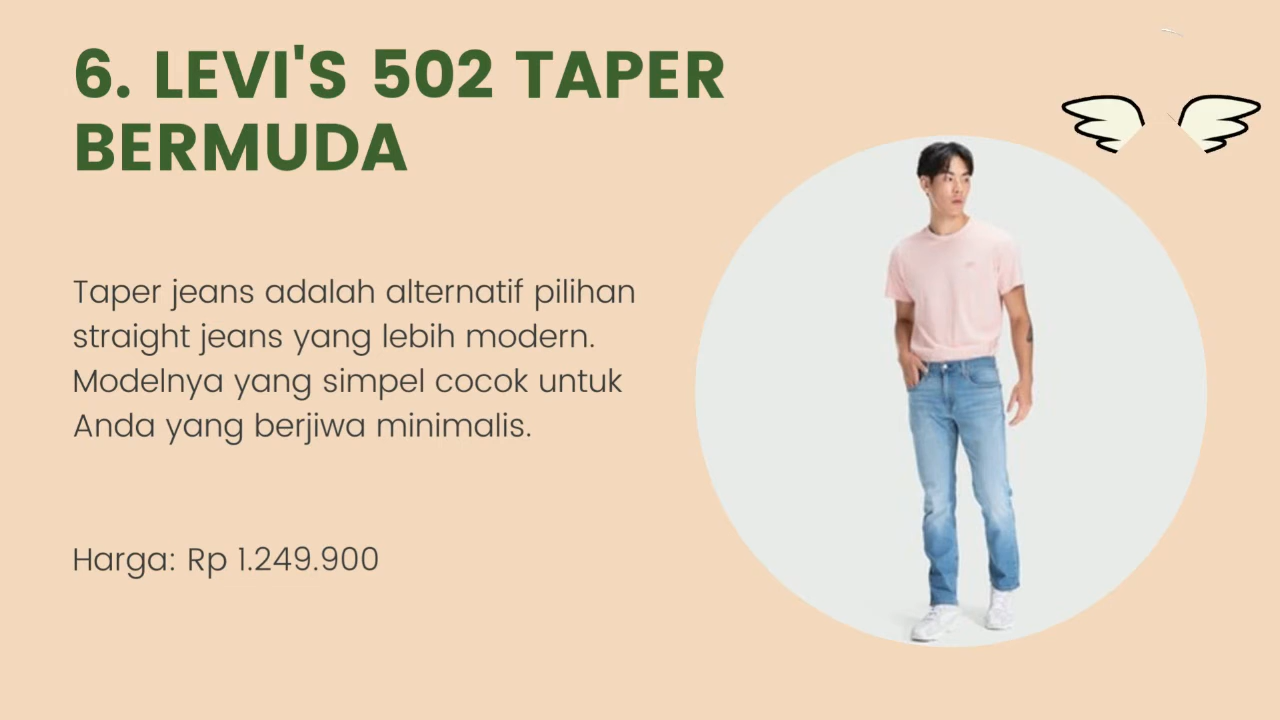 6. LEVI'S 502 TAPER
BERMUDA
Taper jeans adalah alternatif pilihan
straight jeans yang lebih modern.
Modelnya yang simpel cocok untuk
Anda yang berjiwa minimalis.
Harga: Rp 1.249.900